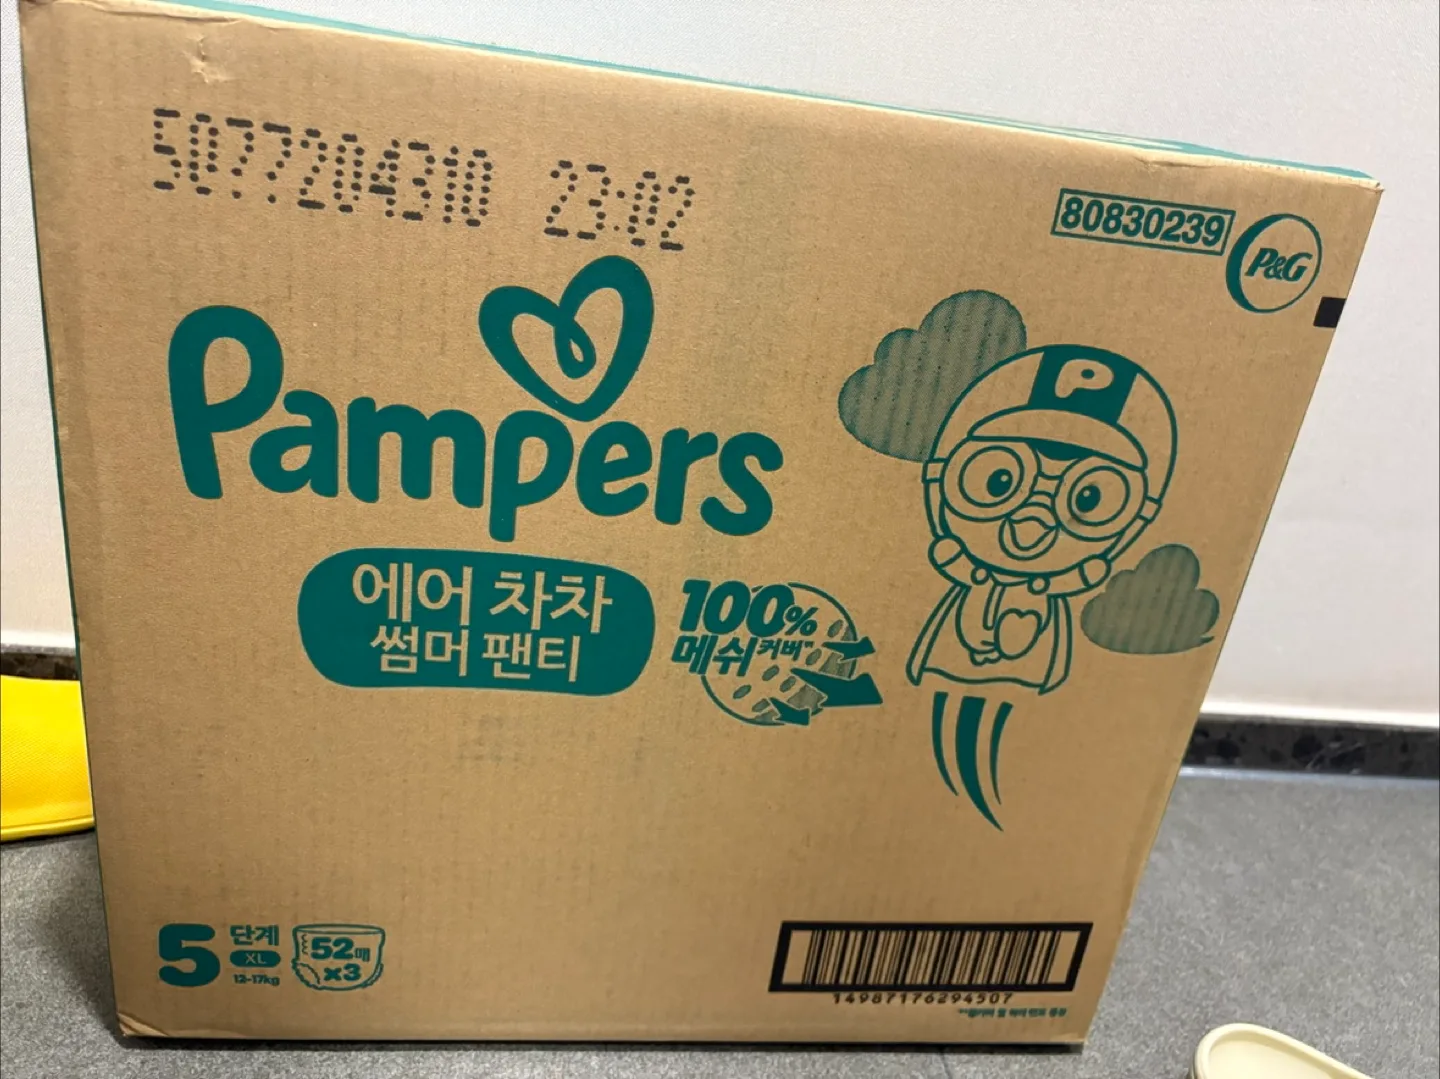 5077204310 23:02
80830239
P&G
Pampers
P
에어 차차
썸머 팬티
100%
메쉬 커버**
5 단계
XL
12-17kg
52매
x3
14987176294507